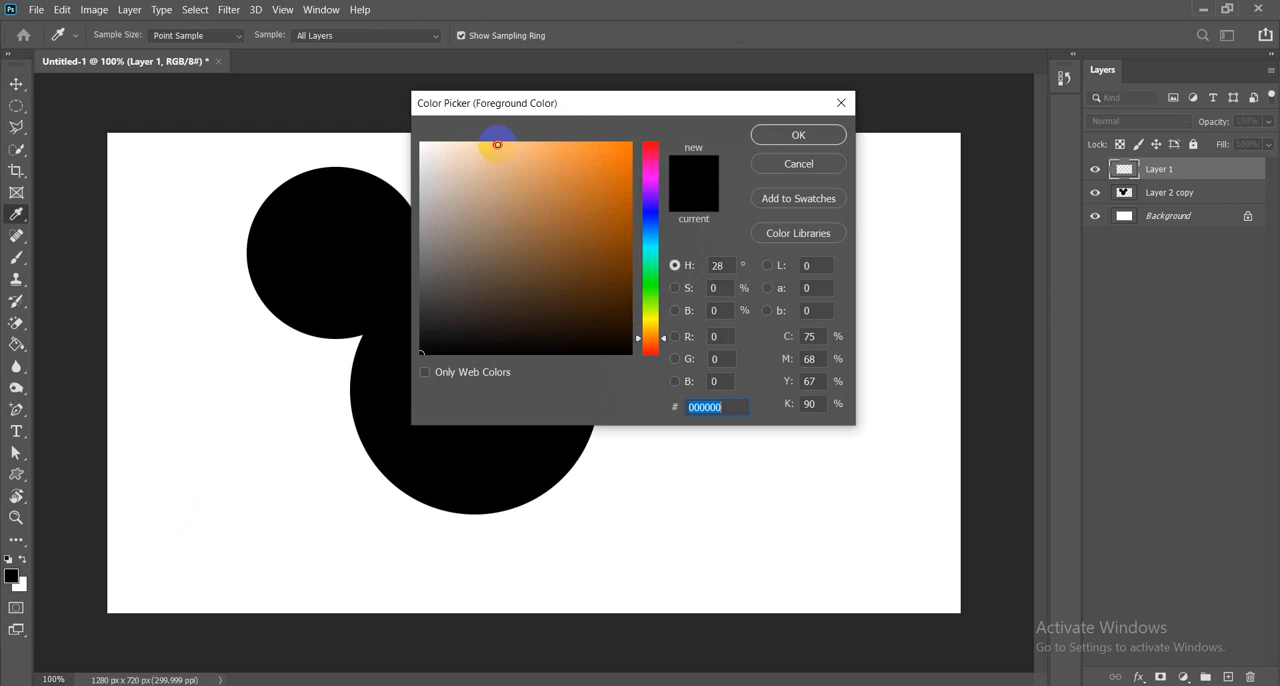 Ps File Edit Image Layer Type Select Filter 3D View Window Help
Sample Size: Point Sample Sample: All Layers Show Sampling Ring
Untitled-1 @ 100% (Layer 1, RGB/8#) *
Color Picker (Foreground Color)
new
current
OK
Cancel
Add to Swatches
Color Libraries
H: 28 ° L: 0
S: 0 % a: 0
B: 0 % b: 0
R: 0 C: 75 %
G: 0 M: 68 %
B: 0 Y: 67 %
# 000000 K: 90 %
Only Web Colors
Layers
Kind
Normal Opacity: 100%
Lock: Fill: 100%
Layer 1
Layer 2 copy
Background
Activate Windows
Go to Settings to activate Windows.
100% 1280 px x 720 px (299.999 ppi)